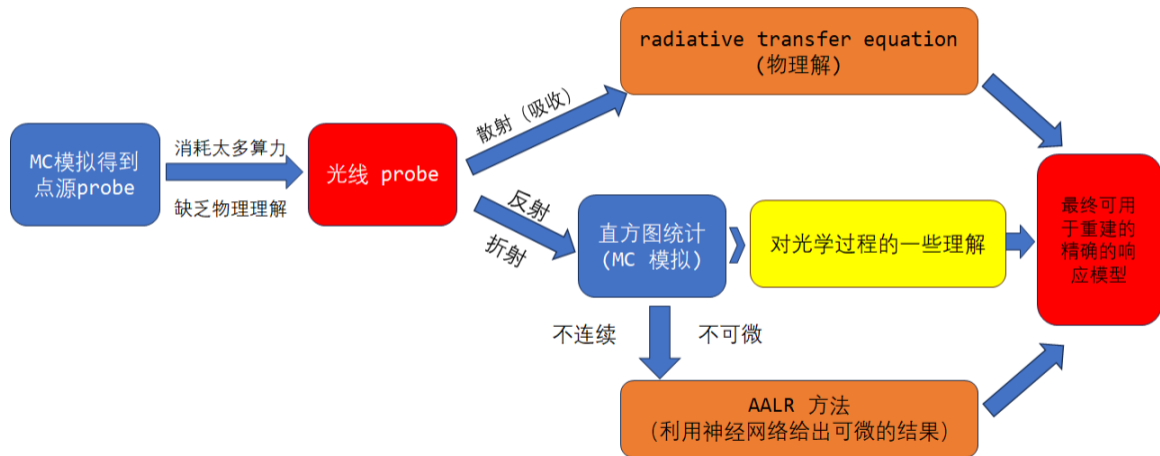 radiative transfer equation
(物理解)
散射（吸收）
MC模拟得到
点源probe
消耗太多算力
缺乏物理理解
光线 probe
反射
折射
直方图统计
(MC 模拟)
对光学过程的一些理解
最终可用
于重建的
精确的响
应模型
不连续
不可微
AALR 方法
（利用神经网络给出可微的结果）